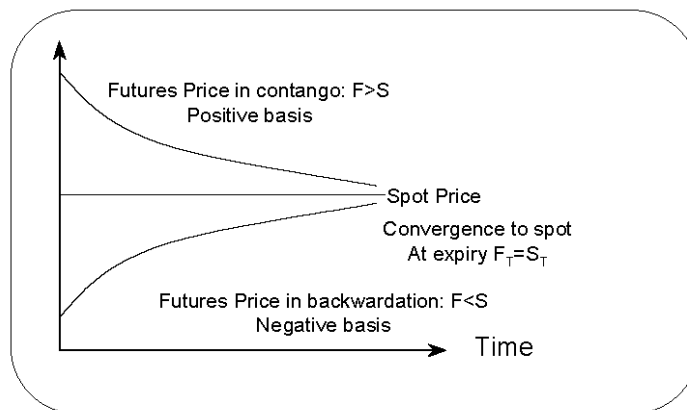 Futures Price in contango: F>S
Positive basis
Spot Price
Convergence to spot
At expiry F_T=S_T
Futures Price in backwardation: F<S
Negative basis
Time